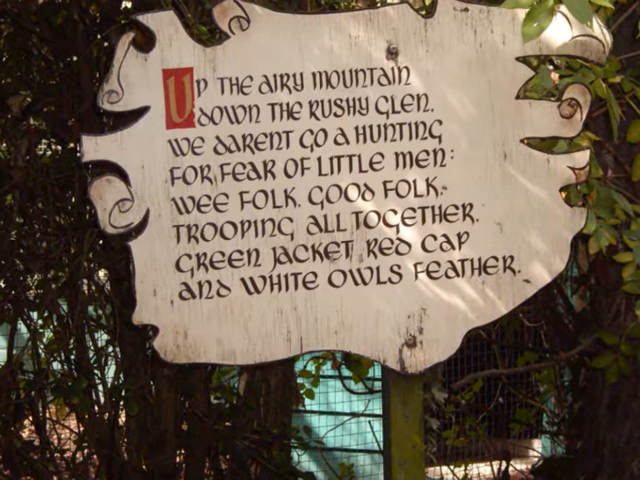 Up the airy mountain
down the rushy glen.
We darent go a hunting
for fear of little men:
wee folk. good folk.
trooping all together.
green jacket red cap
and white owls feather.